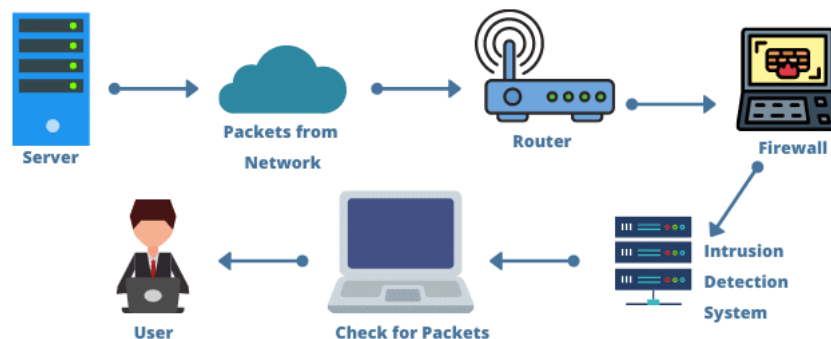 Server
Packets from
Network
Router
Firewall
Intrusion
Detection
System
Check for Packets
User